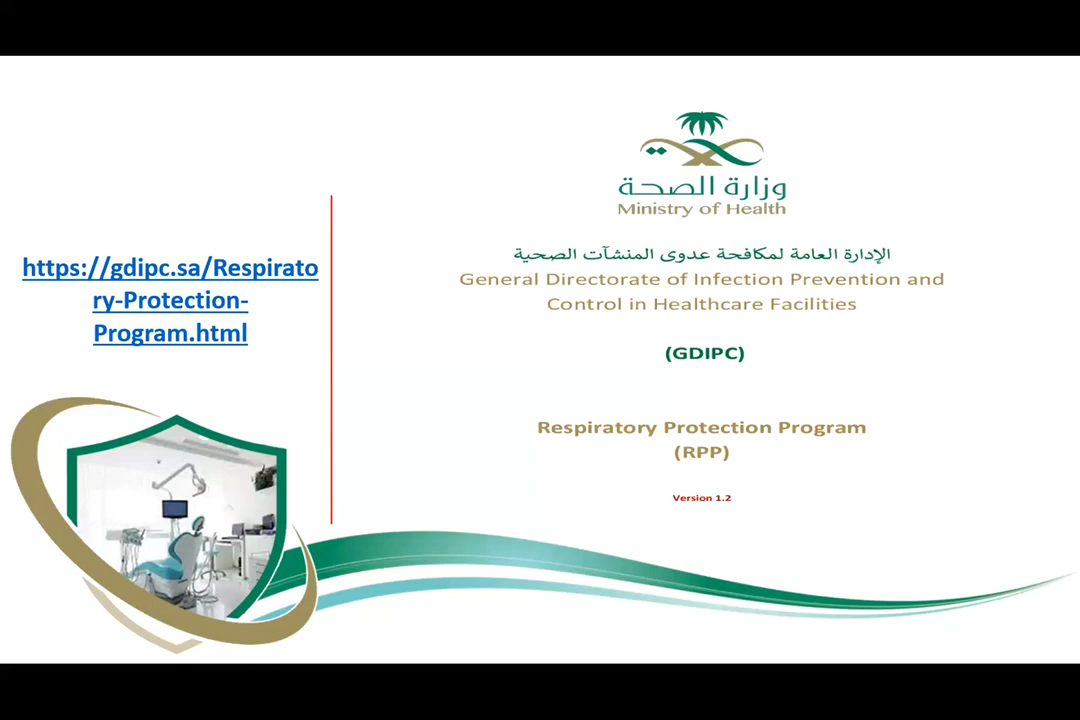 https://gdipc.sa/Respirato
ry-Protection-
Program.html
وزارة الصحة
Ministry of Health
الإدارة العامة لمكافحة عدوى المنشآت الصحية
General Directorate of Infection Prevention and
Control in Healthcare Facilities
(GDIPC)
Respiratory Protection Program
(RPP)
Version 1.2